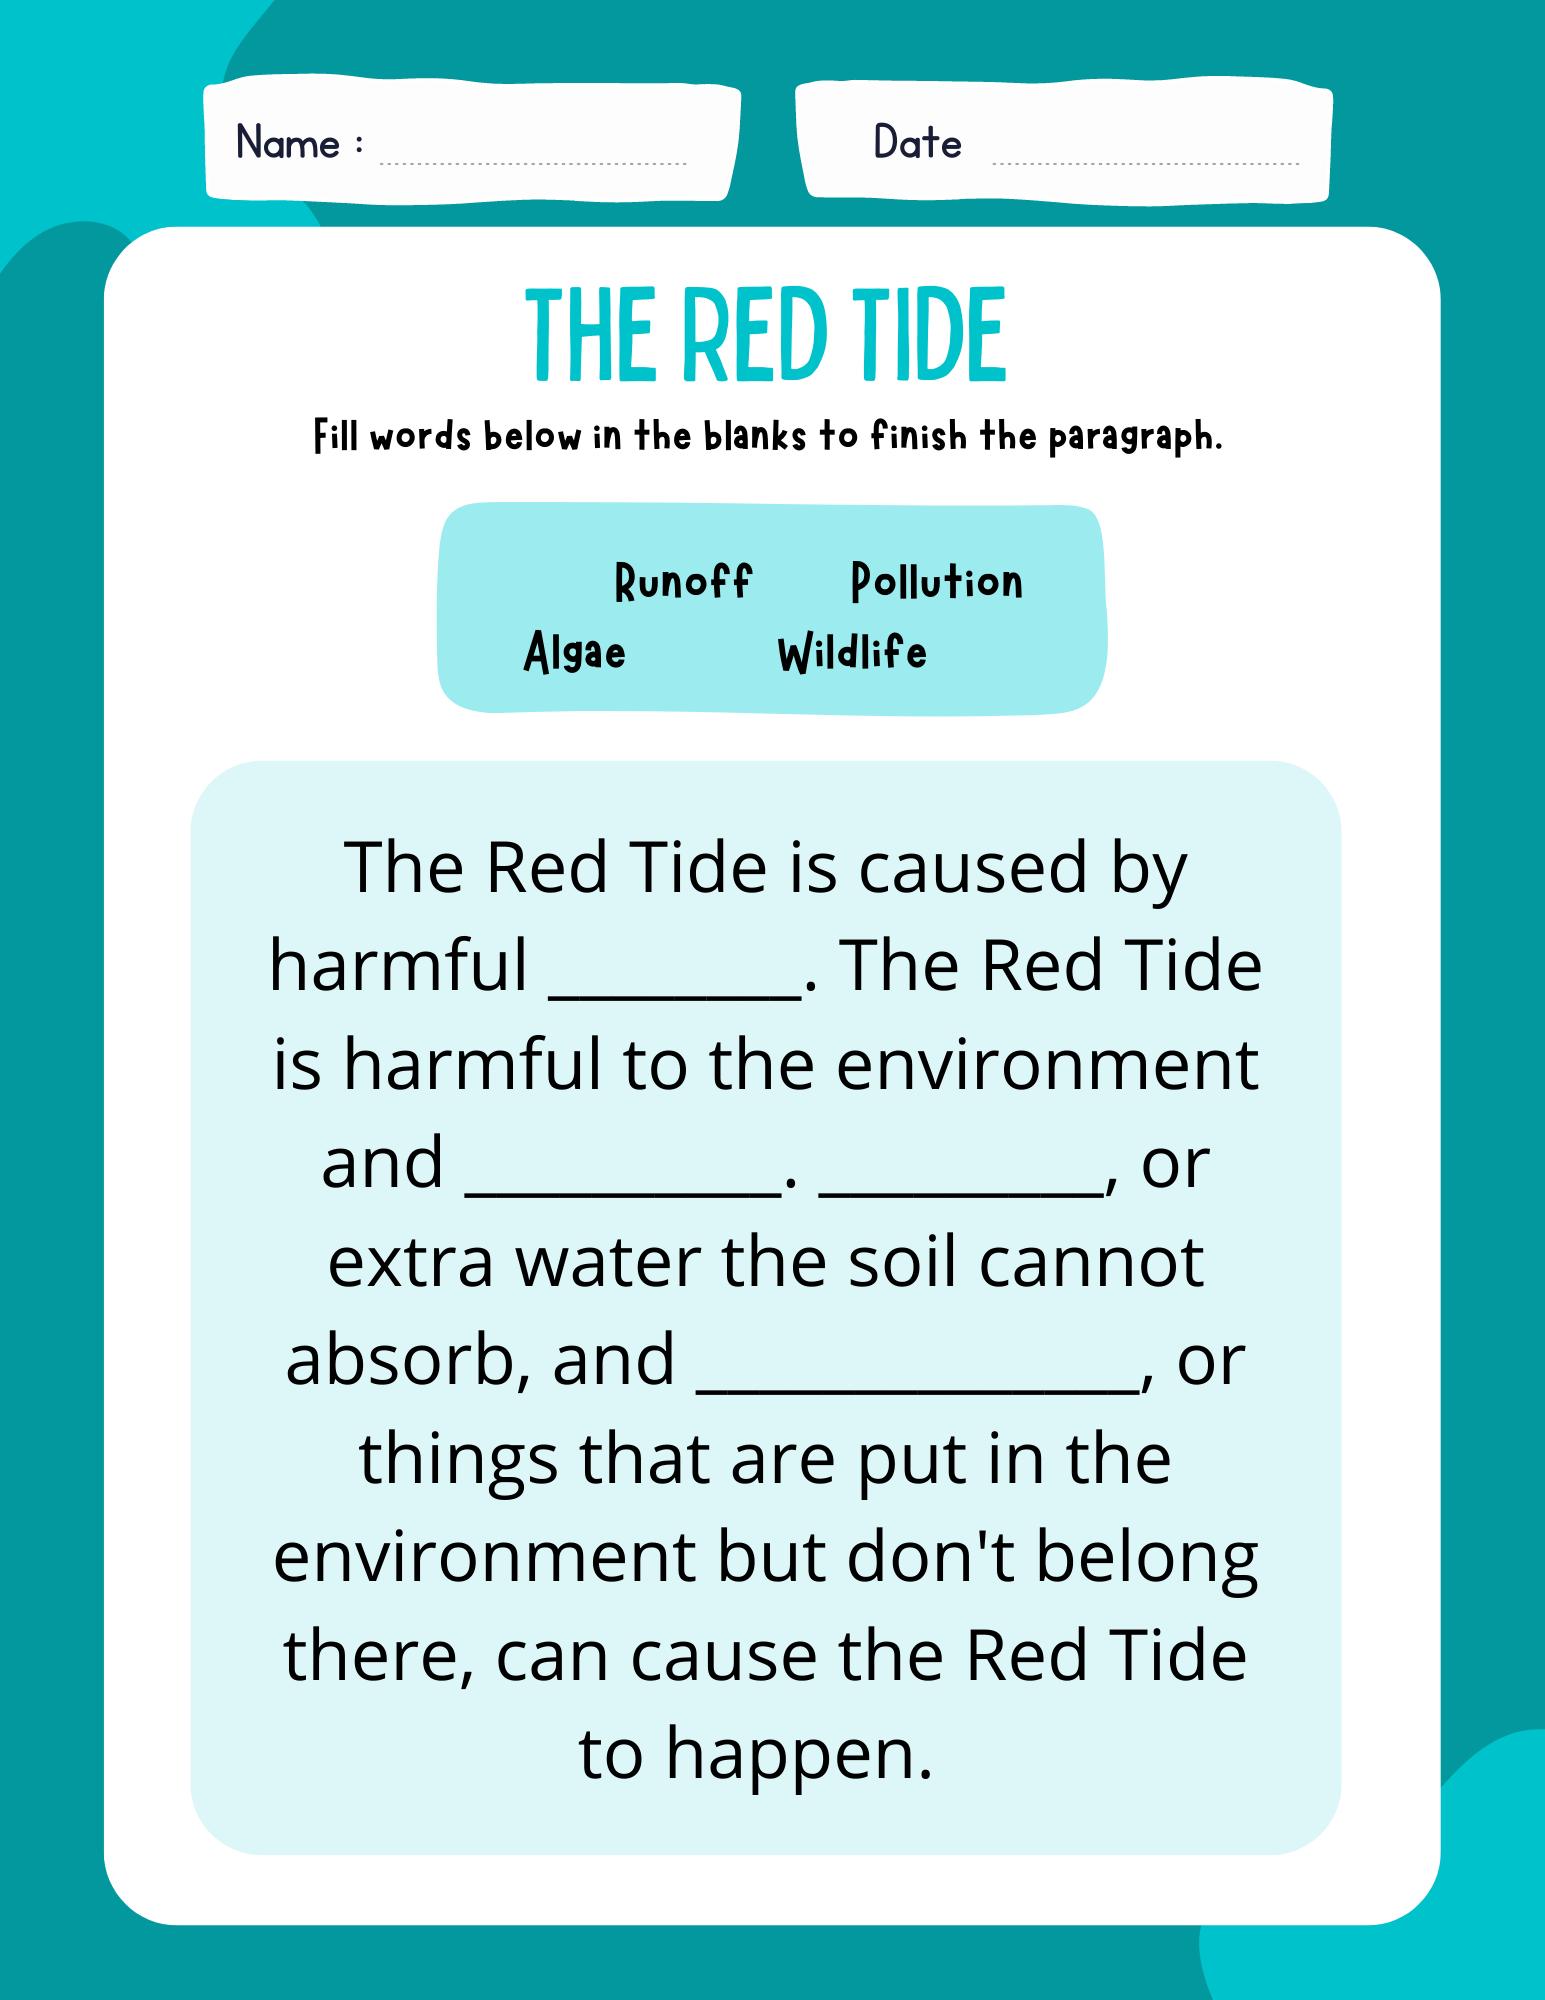 Name :
Date
THE RED TIDE
Fill words below in the blanks to finish the paragraph.
Runoff Pollution
Algae Wildlife
The Red Tide is caused by
harmful ________. The Red Tide
is harmful to the environment
and __________. _________, or
extra water the soil cannot
absorb, and ______________, or
things that are put in the
environment but don't belong
there, can cause the Red Tide
to happen.